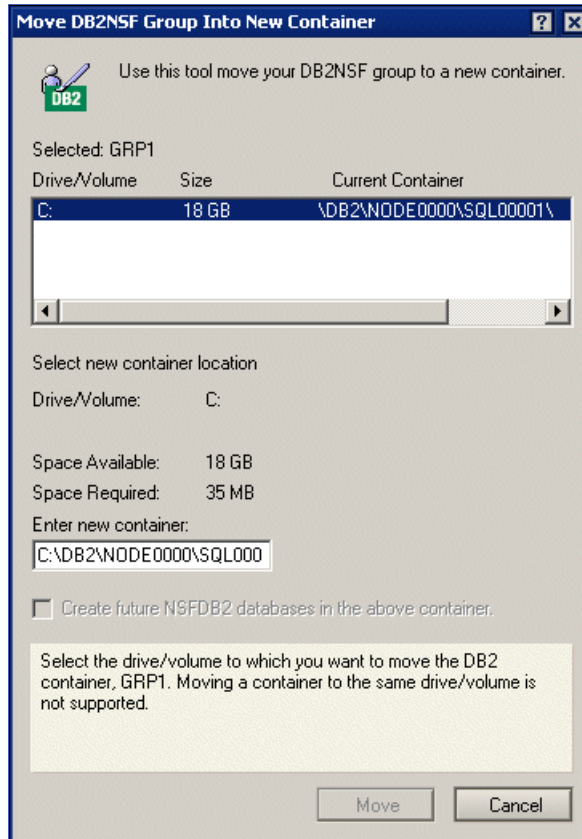 Move DB2NSF Group Into New Container
Use this tool move your DB2NSF group to a new container.
DB2
Selected: GRP1
Drive/Volume Size Current Container
C: 18 GB \DB2\NODE0000\SQL00001\
Select new container location
Drive/Volume: C:
Space Available: 18 GB
Space Required: 35 MB
Enter new container:
C:\DB2\NODE0000\SQL000
Create future NSFDB2 databases in the above container.
Select the drive/volume to which you want to move the DB2
container, GRP1. Moving a container to the same drive/volume is
not supported.
Move Cancel